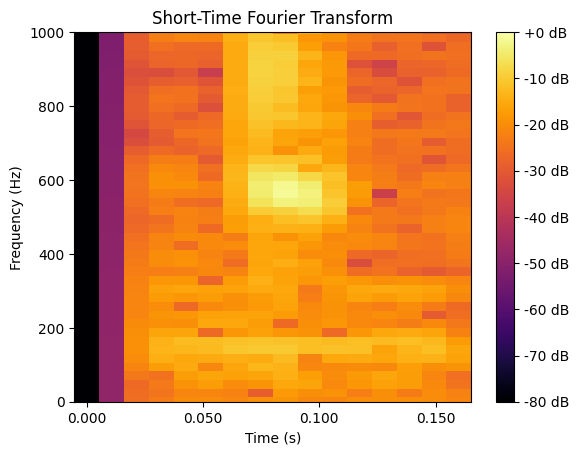 Short-Time Fourier Transform
1000
800
600
400
200
0
Frequency (Hz)
0.000
0.050
0.100
0.150
Time (s)
+0 dB
-10 dB
-20 dB
-30 dB
-40 dB
-50 dB
-60 dB
-70 dB
-80 dB